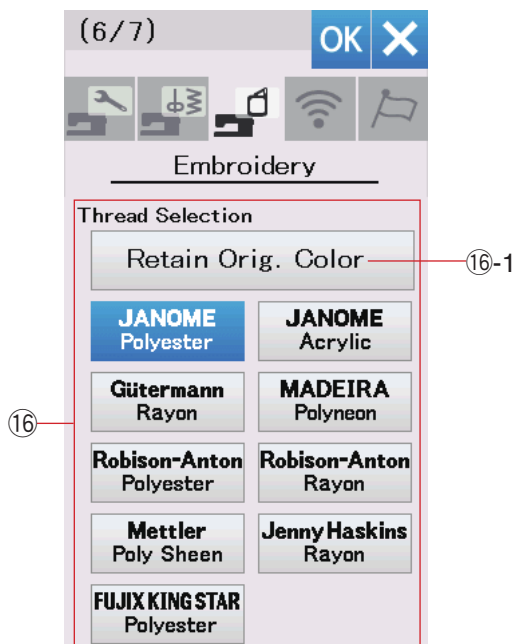 (6/7)
OK
Embroidery
Thread Selection
Retain Orig. Color
⑯-1
JANOME
Polyester
JANOME
Acrylic
Gütermann
Rayon
MADEIRA
Polyneon
⑯
Robison-Anton
Polyester
Robison-Anton
Rayon
Mettler
Poly Sheen
Jenny Haskins
Rayon
FUJIX KING STAR
Polyester